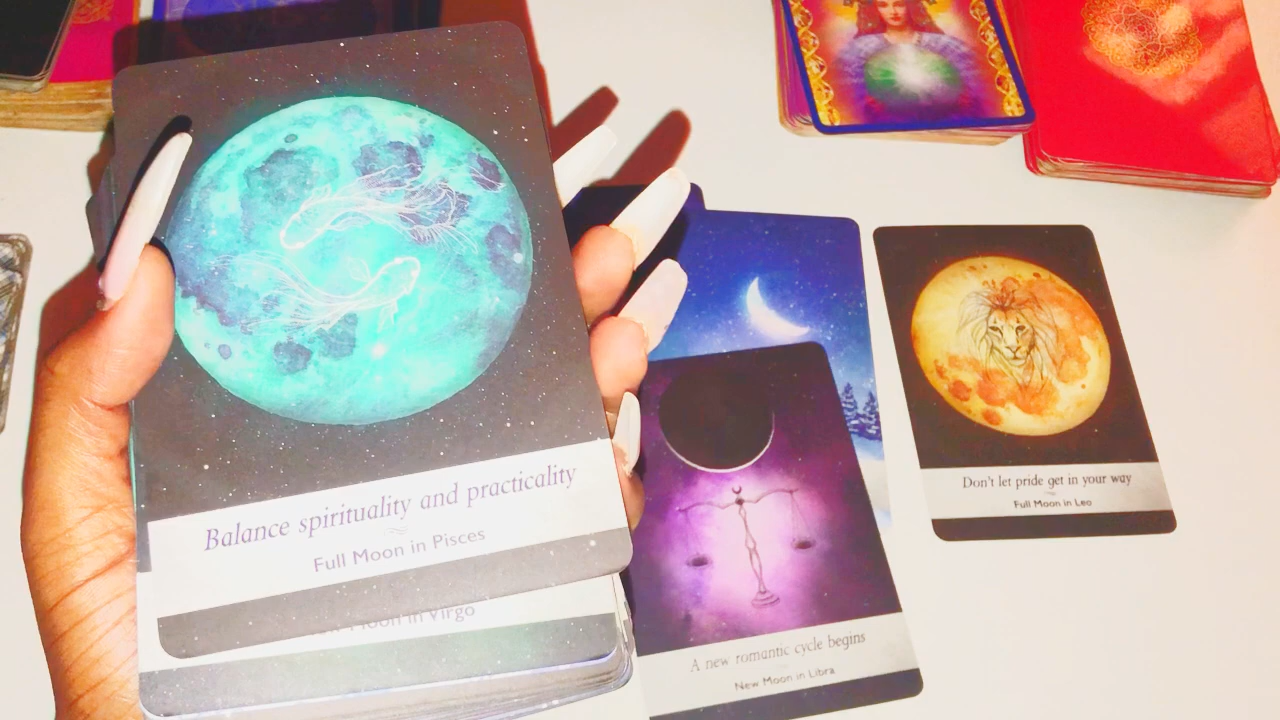 Balance spirituality and practicality
Full Moon in Pisces
Moon in Virgo
A new romantic cycle begins
New Moon in Libra
Don't let pride get in your way
Full Moon in Leo